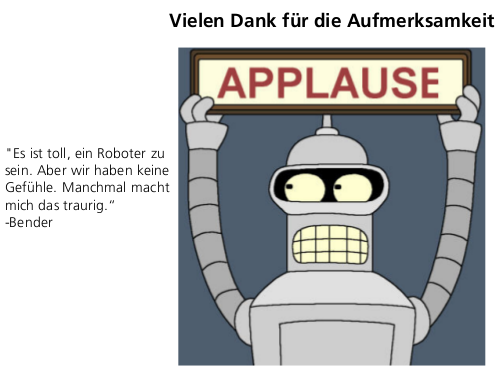 Vielen Dank für die Aufmerksamkeit
APPLAUSE
"Es ist toll, ein Roboter zu
sein. Aber wir haben keine
Gefühle. Manchmal macht
mich das traurig.“
-Bender